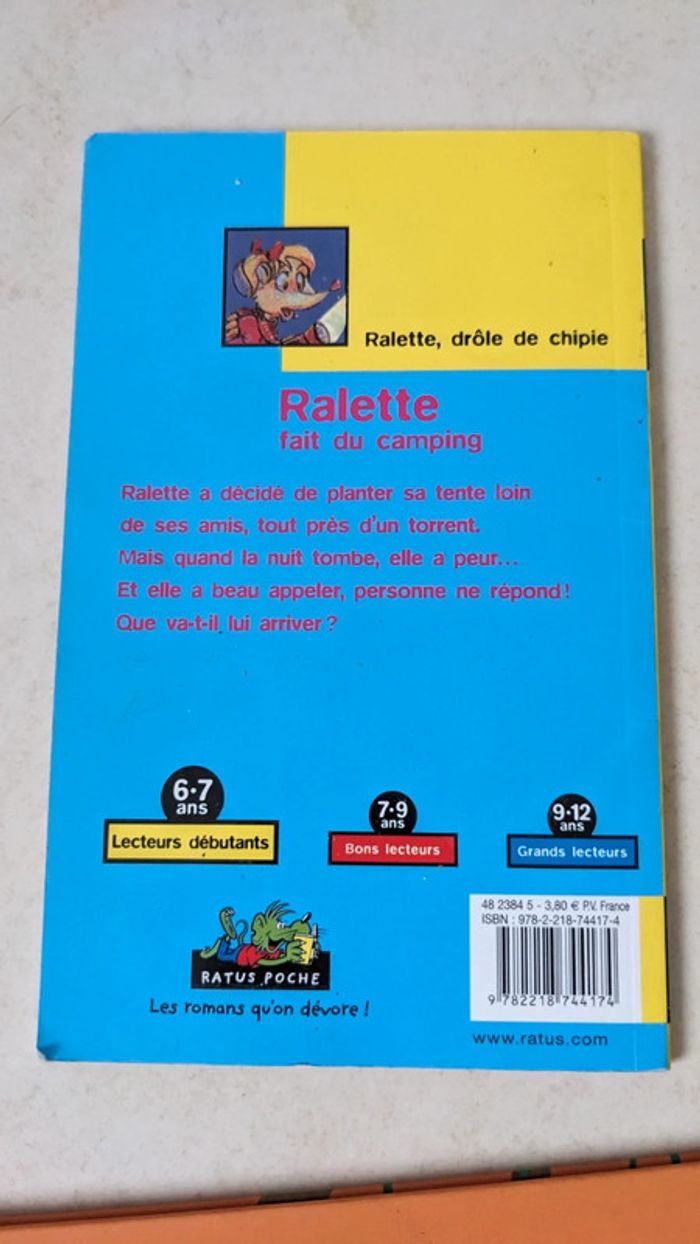 Ralette, drôle de chipie
Ralette
fait du camping
Ralette a décidé de planter sa tente loin
de ses amis, tout près d'un torrent.
Mais quand la nuit tombe, elle a peur...
Et elle a beau appeler, personne ne répond !
Que va-t-il lui arriver ?
6•7
ans
Lecteurs débutants
7•9
ans
Bons lecteurs
9•12
ans
Grands lecteurs
RATUS POCHE
Les romans qu'on dévore !
48 2384 5 - 3,80 € P.V. France
ISBN : 978-2-218-74417-4
9 782218 744174
www.ratus.com